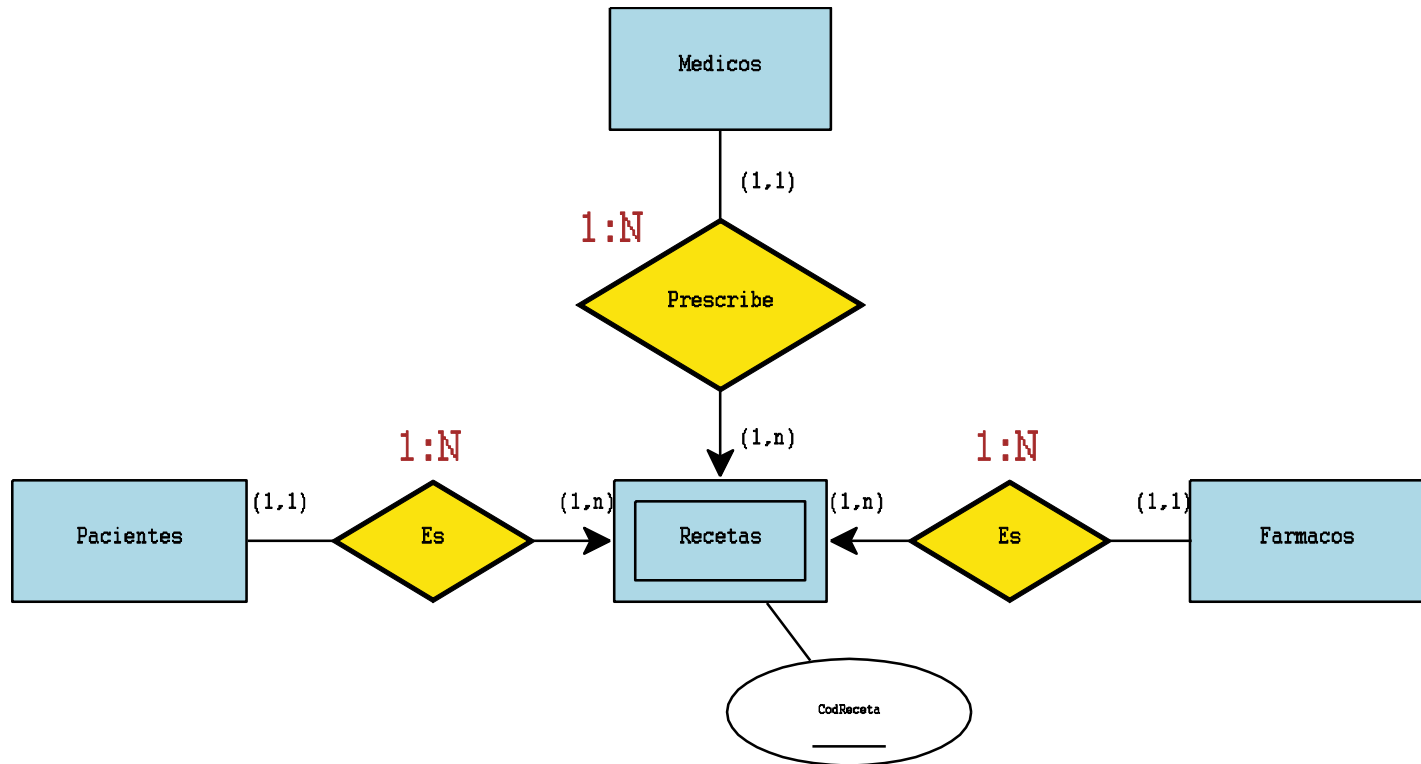 Medicos
(1,1)
1:N
Prescribe
(1,n)
1:N
1:N
(1,1)
(1,n)
(1,n)
(1,1)
Pacientes
Es
Recetas
Es
Farmacos
CodReceta